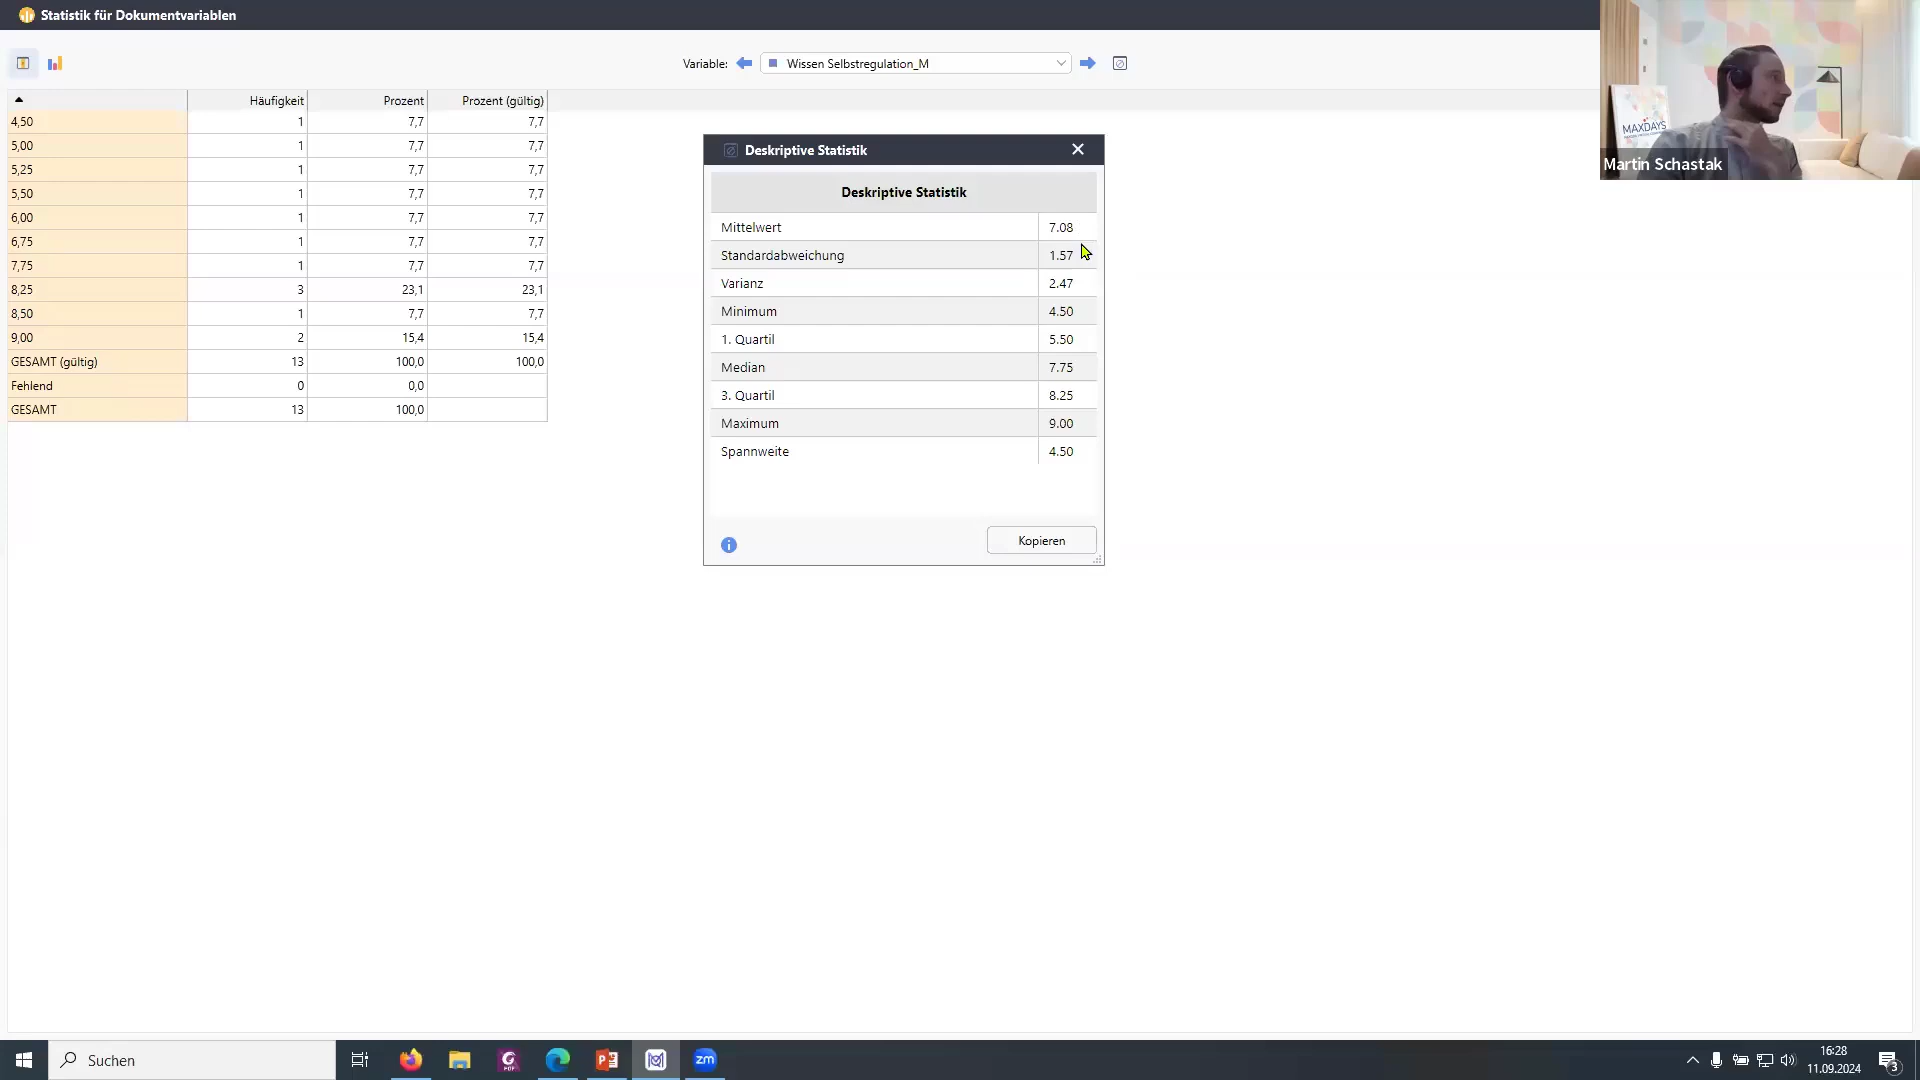 Statistik für Dokumentvariablen
Variable: Wissen Selbstregulation_M
Häufigkeit Prozent Prozent (gültig)
4,50 1 7,7 7,7
5,00 1 7,7 7,7
5,25 1 7,7 7,7
5,50 1 7,7 7,7
6,00 1 7,7 7,7
6,75 1 7,7 7,7
7,75 1 7,7 7,7
8,25 3 23,1 23,1
8,50 1 7,7 7,7
9,00 2 15,4 15,4
GESAMT (gültig) 13 100,0 100,0
Fehlend 0 0,0
GESAMT 13 100,0
Deskriptive Statistik
Deskriptive Statistik
Mittelwert 7.08
Standardabweichung 1.57
Varianz 2.47
Minimum 4.50
1. Quartil 5.50
Median 7.75
3. Quartil 8.25
Maximum 9.00
Spannweite 4.50
Kopieren
MAXDAYS
Martin Schastak
Suchen
zm
16:28
11.09.2024
3